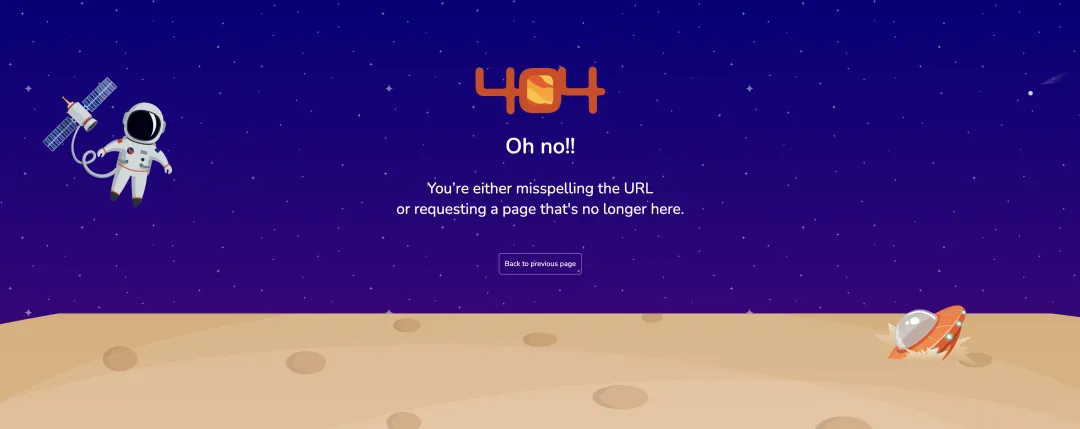 404
Oh no!!
You’re either misspelling the URL
or requesting a page that's no longer here.
Back to previous page